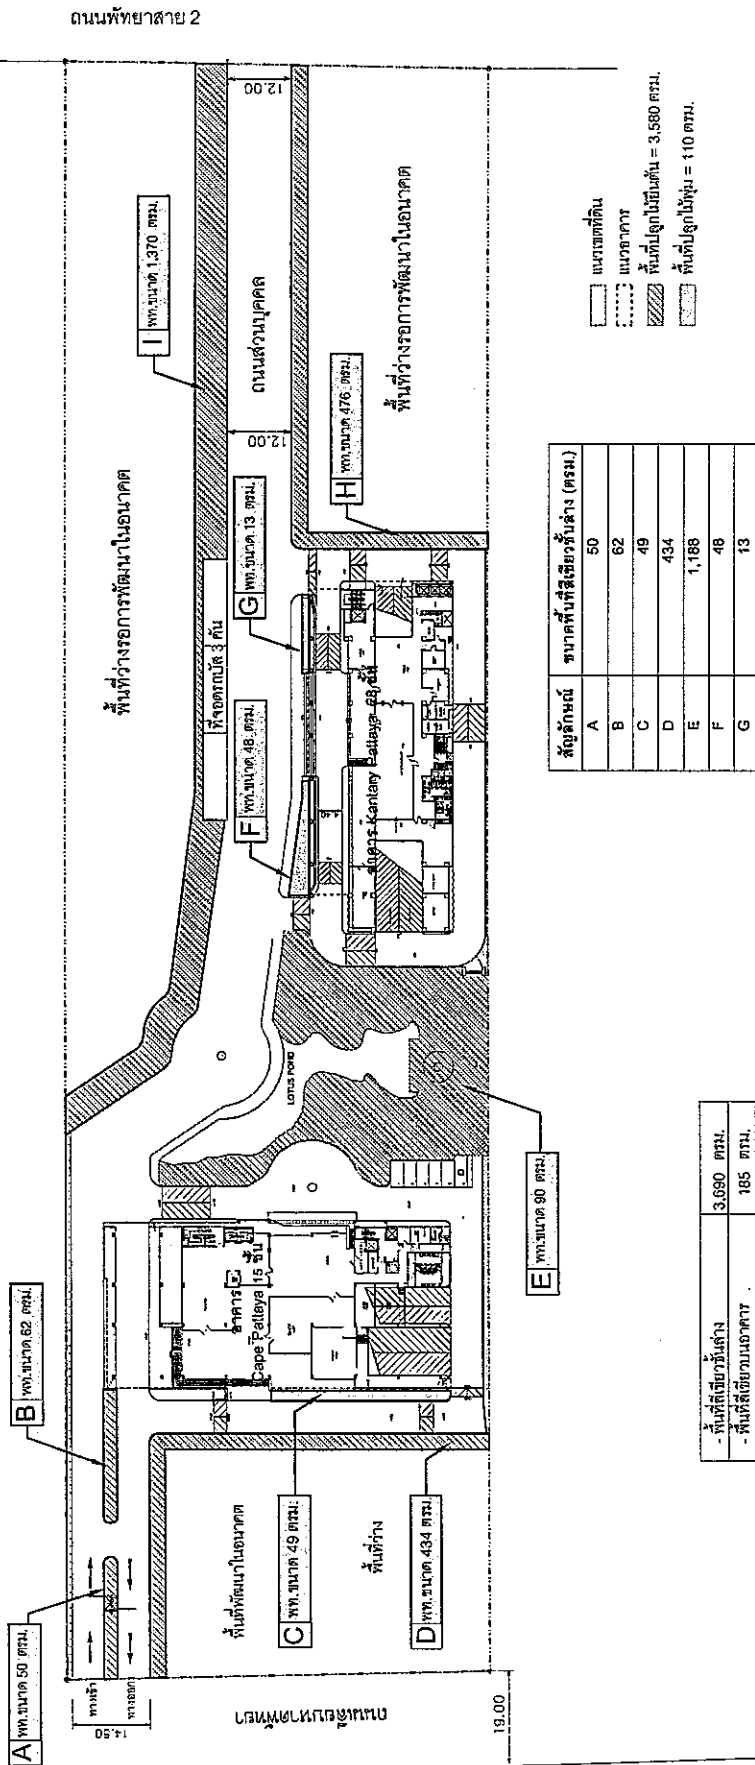 ถนนพัทยาสาย 2
12.00
I พท.ขนาด 1,370 ตรม.
พื้นที่ว่างรอการพัฒนาในอนาคต
ถนนส่วนบุคคล
12.00
พื้นที่ว่างรอการพัฒนาในอนาคต
H พท.ขนาด 476 ตรม.
G พท.ขนาด 13 ตรม.
ที่จอดรถบัส 3 คัน
F พท.ขนาด 48 ตรม.
อาคาร Kantary Pattaya 68 ชั้น
LOTUS POND
E พท.ขนาด 90 ตรม.
อาคาร
Cape Pattaya 15 ชั้น
B พท.ขนาด 62 ตรม.
พื้นที่พัฒนาในอนาคต
C พท.ขนาด 49 ตรม.
พื้นที่ว่าง
D พท.ขนาด 434 ตรม.
A พท.ขนาด 50 ตรม.
ทางเข้า
ทางออก
14.50
ถนนเลียบหาดพัทยา
19.00
แนวเขตที่ดิน
แนวอาคาร
พื้นที่ปลูกไม้ยืนต้น = 3,580 ตรม.
พื้นที่ปลูกไม้พุ่ม = 110 ตรม.
สัญลักษณ์ ขนาดพื้นที่สีเขียวชั้นล่าง (ตรม.)
A 50
B 62
C 49
D 434
E 1,188
F 48
G 13
- พื้นที่สีเขียวชั้นล่าง 3,690 ตรม.
- พื้นที่สีเขียวบนอาคาร 185 ตรม.